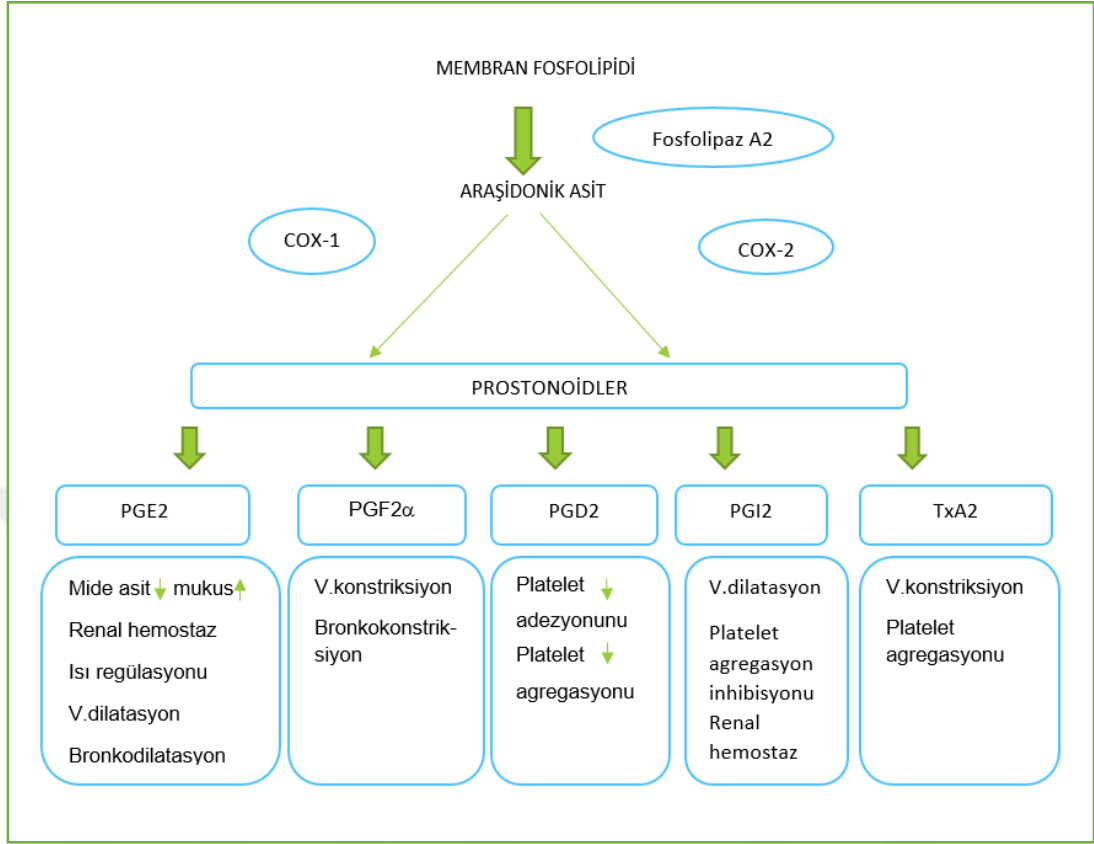 MEMBRAN FOSFOLİPİDİ
Fosfolipaz A2
ARAŞİDONİK ASİT
COX-1
COX-2
PROSTONOİDLER
PGE2
PGF2α
PGD2
PGI2
TxA2
Mide asit↓ mukus↑
Renal hemostaz
Isı regülasyonu
V.dilatasyon
Bronkodilatasyon
V.konstriksiyon
Bronkokonstrik-
siyon
Platelet ↓
adezyonunu
Platelet ↓
agregasyonu
V.dilatasyon
Platelet
agregasyon
inhibisyonu
Renal
hemostaz
V.konstriksiyon
Platelet
agregasyonu